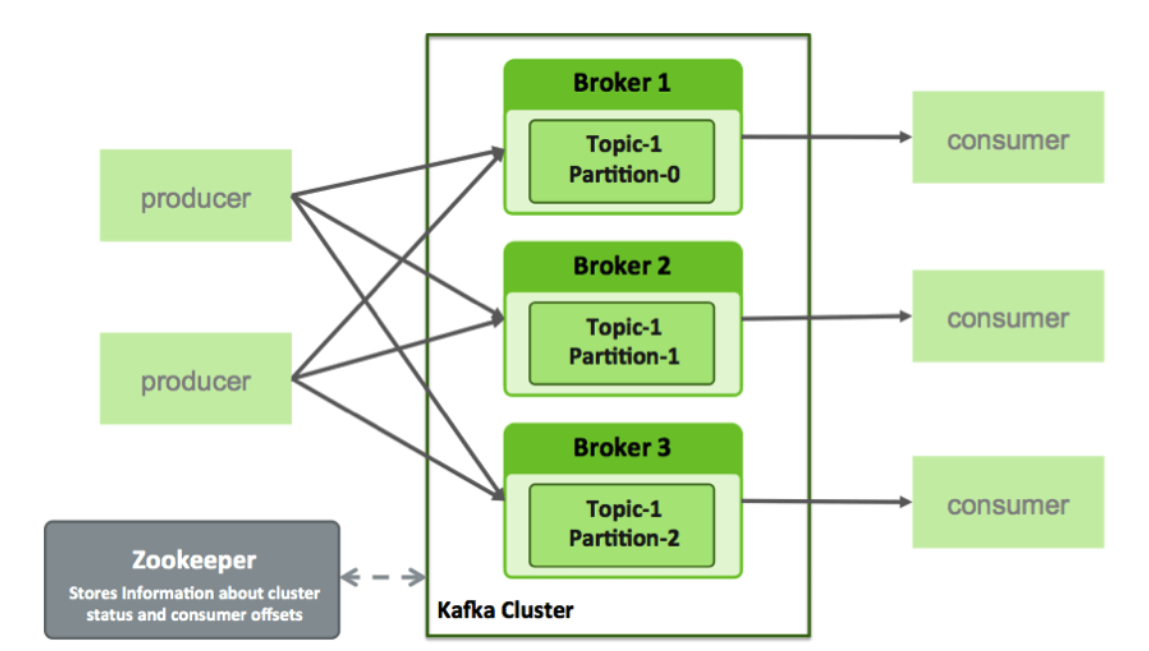 producer
producer
Zookeeper
Stores Information about cluster
status and consumer offsets
Broker 1
Topic-1
Partition-0
Broker 2
Topic-1
Partition-1
Broker 3
Topic-1
Partition-2
Kafka Cluster
consumer
consumer
consumer